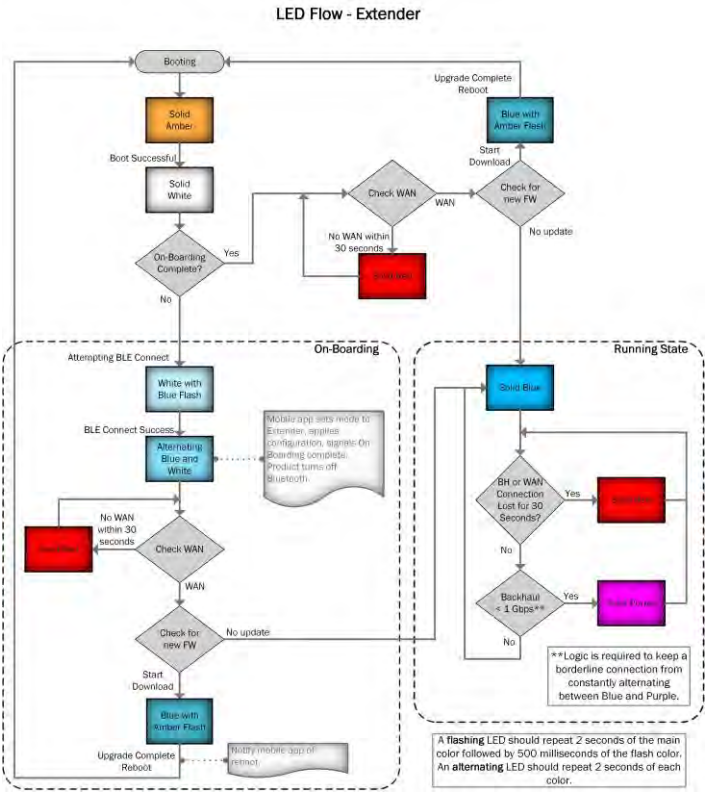 LED Flow - Extender
Booting
Solid
Amber
Boot Successful
Solid
White
On-Boarding
Complete?
Yes
No
Check WAN
WAN
No WAN within
30 seconds
Check for
new FW
No update
Start
Download
Blue with
Amber Flash
Upgrade Complete
Reboot
On-Boarding
Attempting BLE Connect
White with
Blue Flash
BLE Connect Success
Alternating
Blue and
White
Mobile app sets mode to
Extender, applies
configuration, signals On
Boarding complete.
Product turns off
Bluetooth.
No WAN
within 30
seconds
Check WAN
WAN
Check for
new FW
No update
Start
Download
Blue with
Amber Flash
Upgrade Complete
Reboot
Notify mobile app of
reboot
Running State
Solid Blue
BH or WAN
Connection
Lost for 30
Seconds?
Yes
No
Backhaul
< 1 Gbps**
Yes
Solid Purple
No
**Logic is required to keep a
borderline connection from
constantly alternating
between Blue and Purple.
A flashing LED should repeat 2 seconds of the main
color followed by 500 milliseconds of the flash color.
An alternating LED should repeat 2 seconds of each
color.